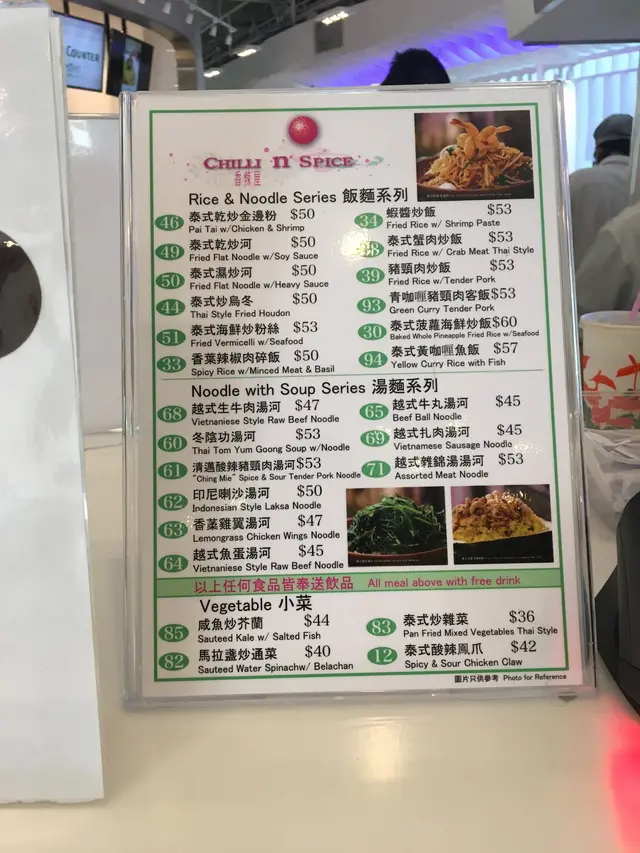 COUNTER
CHILLI N' SPICE
香辣屋
Rice & Noodle Series 飯麵系列
46 泰式乾炒金邊粉 $50
Pai Tai w/Chicken & Shrimp
49 泰式乾炒河 $50
Fried Flat Noodle w/Soy Sauce
50 泰式濕炒河 $50
Fried Flat Noodle w/Heavy Sauce
44 泰式炒烏冬 $50
Thai Style Fried Houdon
51 泰式海鮮炒粉絲 $53
Fried Vermicelli w/Seafood
33 香葉辣椒肉碎飯 $50
Spicy Rice w/Minced Meat & Basil
34 蝦醬炒飯 $53
Fried Rice w/ Shrimp Paste
泰式蟹肉炒飯 $53
Fried Rice w/ Crab Meat Thai Style
39 豬頸肉炒飯 $53
Fried Rice w/Tender Pork
93 青咖喱豬頸肉客飯 $53
Green Curry Tender Pork
30 泰式菠蘿海鮮炒飯 $60
Baked Whole Pineapple Fried Rice w/Seafood
94 泰式黃咖喱魚飯 $57
Yellow Curry Rice with Fish
Noodle with Soup Series 湯麵系列
68 越式生牛肉湯河 $47
Vietnaniese Style Raw Beef Noodle
60 冬陰功湯河 $53
Thai Tom Yum Goong Soup w/Noodle
61 清邁酸辣豬頸肉湯河 $53
"Ching Mie" Spice & Sour Tender Pork Noodle
62 印尼喇沙湯河 $50
Indonesian Style Laksa Noodle
63 香茅雞翼湯河 $47
Lemongrass Chicken Wings Noodle
64 越式魚蛋湯河 $45
Vietnaniese Style Raw Beef Noodle
65 越式牛丸湯河 $45
Beef Ball Noodle
69 越式扎肉湯河 $45
Vietnamese Sausage Noodle
71 越式雜錦湯湯河 $53
Assorted Meat Noodle
以上任何食品皆奉送飲品 All meal above with free drink
Vegetable 小菜
85 咸魚炒芥蘭 $44
Sauteed Kale w/ Salted Fish
82 馬拉盞炒通菜 $40
Sauteed Water Spinachw/ Belachan
83 泰式炒雜菜 $36
Pan Fried Mixed Vegetables Thai Style
12 泰式酸辣鳳爪 $42
Spicy & Sour Chicken Claw
圖片只供參考 Photo for Reference